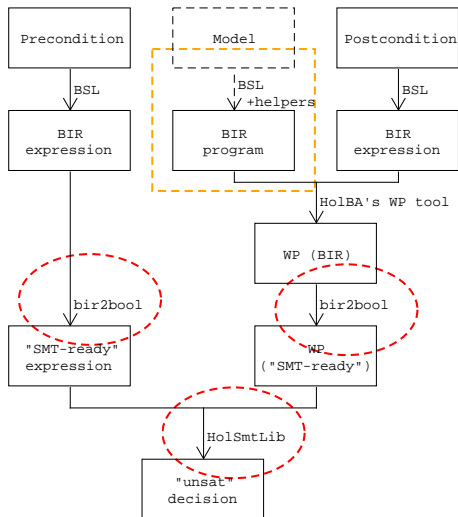 Precondition
Model
Postcondition
BSL
BSL
+helpers
BSL
BIR
expression
BIR
program
BIR
expression
HolBA's WP tool
WP (BIR)
bir2bool
bir2bool
"SMT-ready"
expression
WP
("SMT-ready")
HolSmtLib
"unsat"
decision